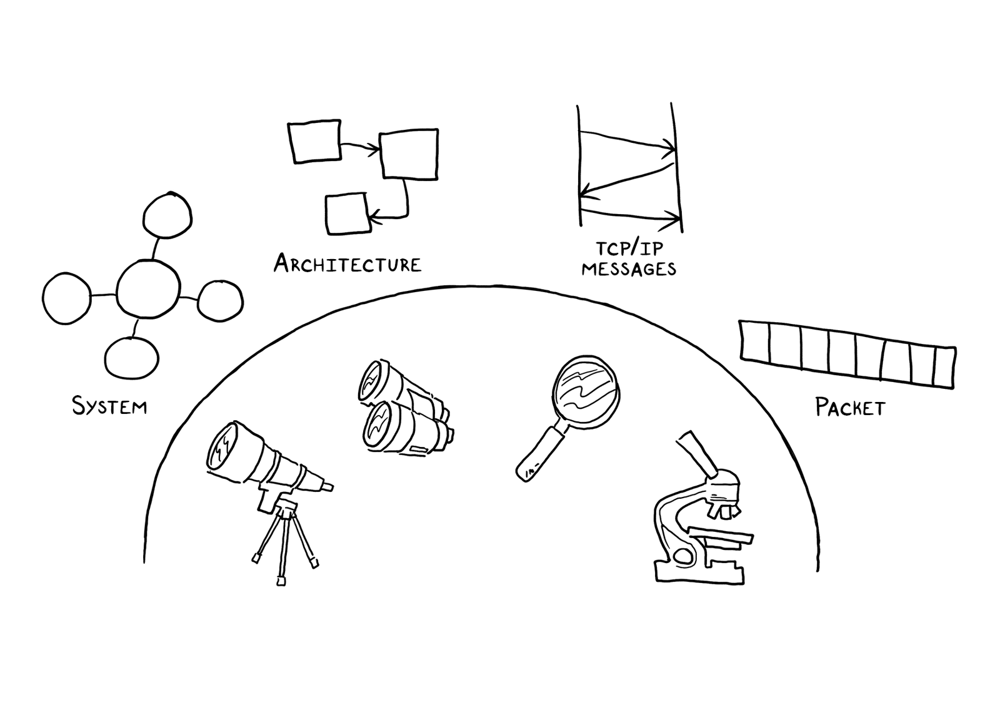 ARCHITECTURE
TCP/IP
MESSAGES
SYSTEM
PACKET